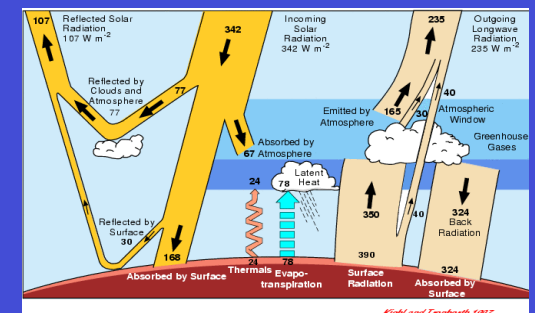 107
Reflected Solar
Radiation
107 W m-2
342
Incoming
Solar
Radiation
342 W m-2
235
Outgoing
Longwave
Radiation
235 W m-2
Reflected by
Clouds and
Atmosphere
77
77
Emitted by
Atmosphere
165
30
40
Atmospheric
Window
Greenhouse
Gases
67
Absorbed by
Atmosphere
24
78
Latent
Heat
Reflected by
Surface
30
350
40
324
Back
Radiation
168
24
78
390
324
Absorbed by Surface
Thermals
Evapo-
transpiration
Surface
Radiation
Absorbed by
Surface